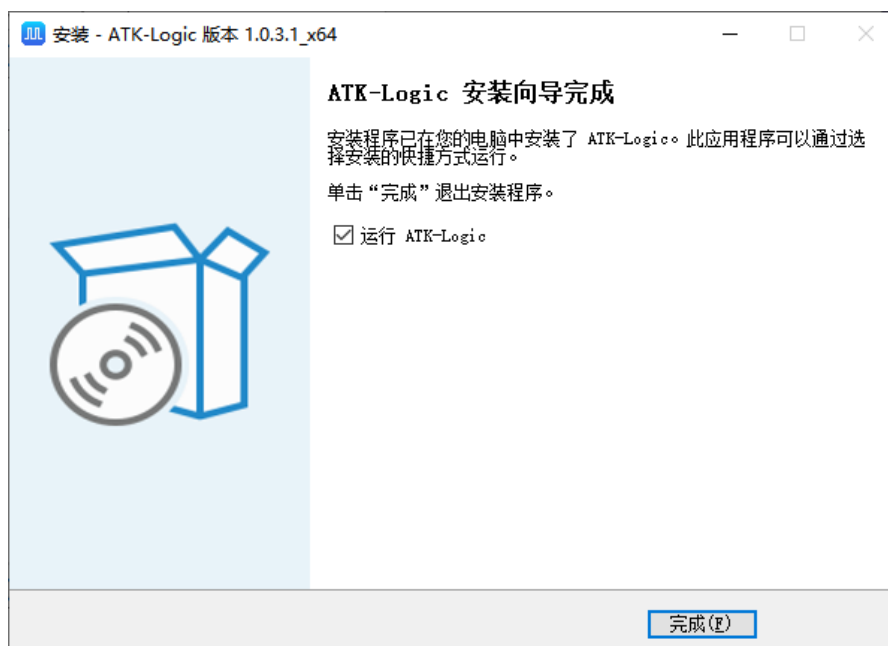 安装 - ATK-Logic 版本 1.0.3.1_x64
ATK-Logic 安装向导完成
安装程序已在您的电脑中安装了 ATK-Logic。此应用程序可以通过选
择安装的快捷方式运行。
单击“完成”退出安装程序。
运行 ATK-Logic
完成(F)